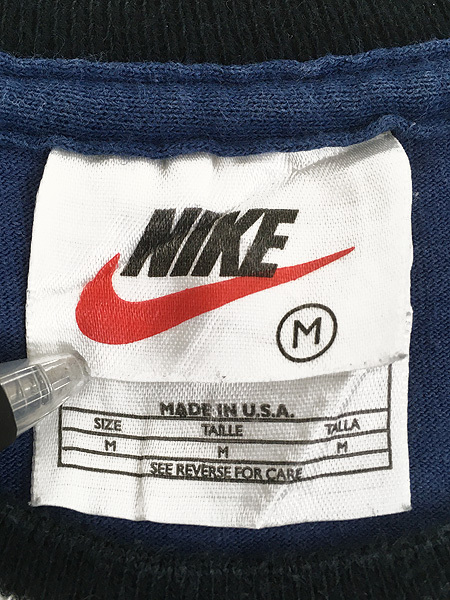 NIKE
M
MADE IN U.S.A.
SIZE TAILLE TALLA
M M M
SEE REVERSE FOR CARE